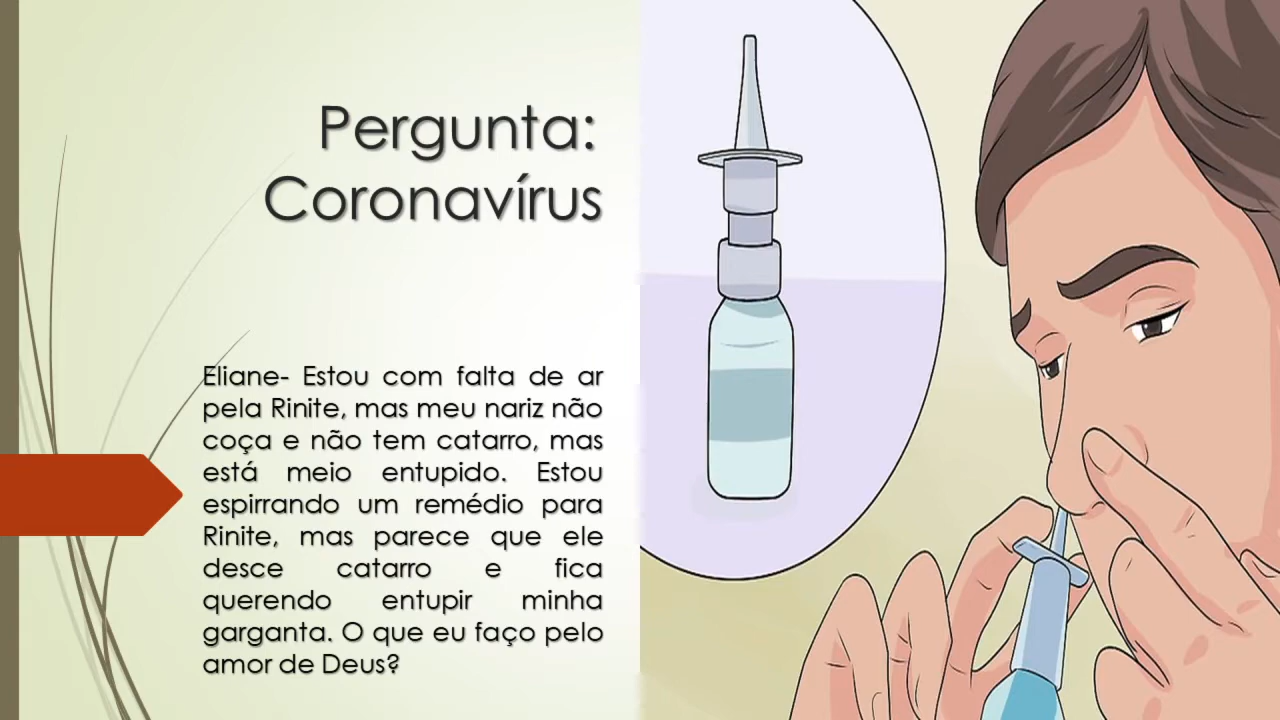 Pergunta:
Coronavírus
Eliane- Estou com falta de ar
pela Rinite, mas meu nariz não
coça e não tem catarro, mas
está meio entupido. Estou
espirrando um remédio para
Rinite, mas parece que ele
desce catarro e fica
querendo entupir minha
garganta. O que eu faço pelo
amor de Deus?